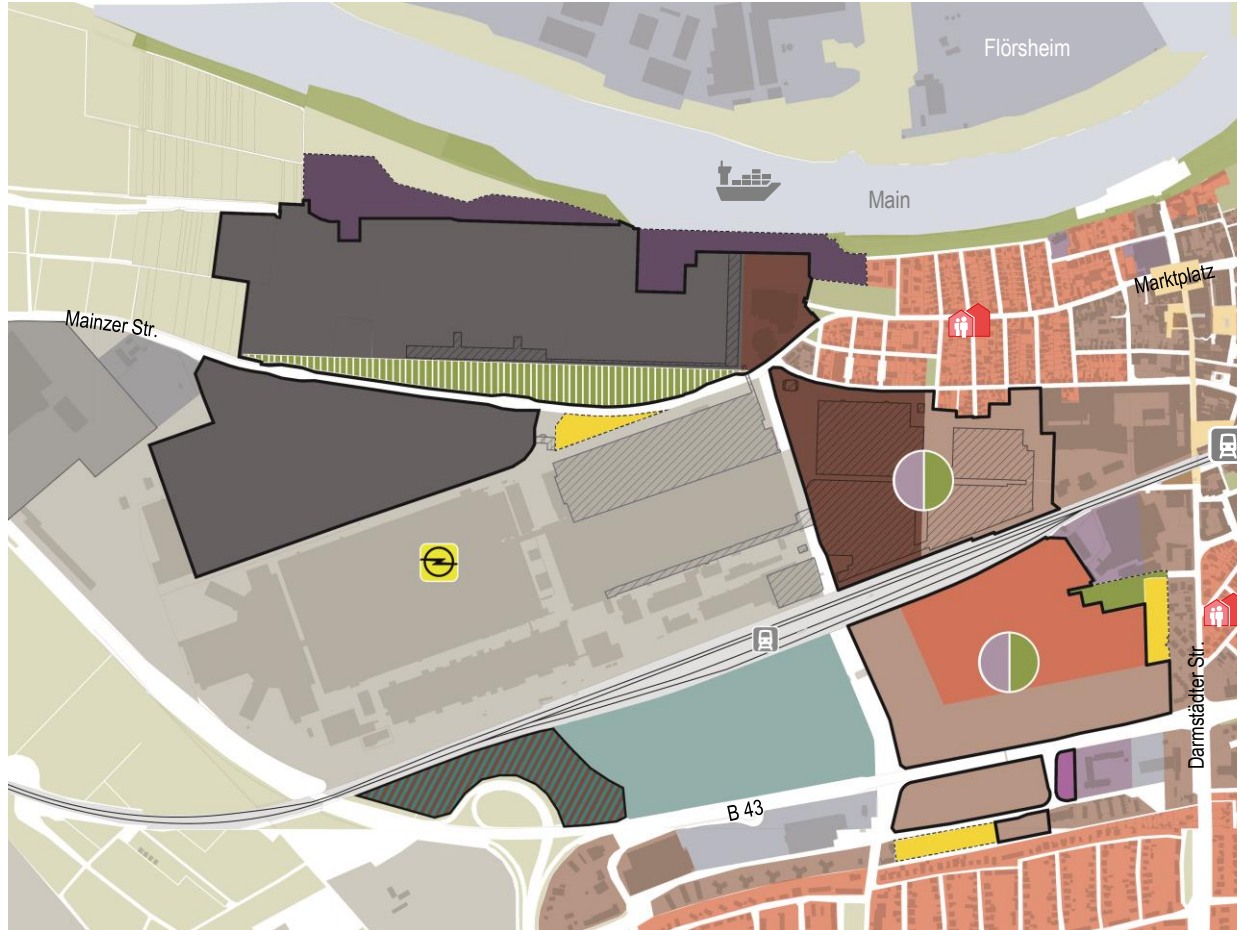 Flörsheim
Main
Marktplatz
Mainzer Str.
Darmstädter Str.
B 43